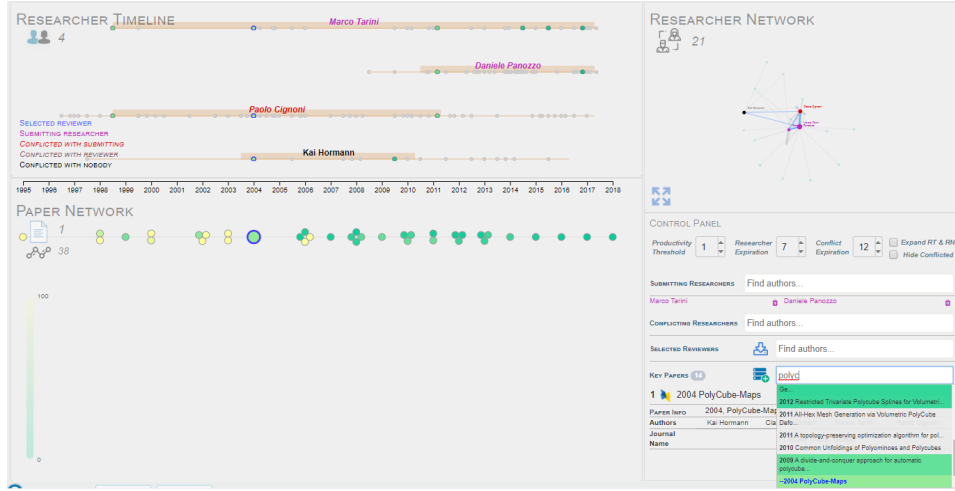 RESEARCHER TIMELINE
4
Marco Tarini
Daniele Panozzo
Paolo Cignoni
SELECTED REVIEWER
SUBMITTING RESEARCHER
CONFLICTED WITH SUBMITTING
CONFLICTED WITH REVIEWER
CONFLICTED WITH NOBODY
Kai Hormann
1995 1996 1997 1998 1999 2000 2001 2002 2003 2004 2005 2006 2007 2008 2009 2010 2011 2012 2013 2014 2015 2016 2017 2018
PAPER NETWORK
1
38
100
0
RESEARCHER NETWORK
21
CONTROL PANEL
Productivity Threshold 1 Researcher Expiration 7 Conflict Expiration 12 Expand RT & RN
Hide Conflicted
SUBMITTING RESEARCHERS Find authors...
Marco Tarini Daniele Panozzo
CONFLICTING RESEARCHERS Find authors...
SELECTED REVIEWERS Find authors...
KEY PAPERS 14 polyc
Ge...
1 2004 PolyCube-Maps
2012 Restricted Trivariate Polycube Splines for Volumetri...
PAPER INFO 2004, PolyCube-Map
2011 All-Hex Mesh Generation via Volumetric PolyCube
Authors Kai Hormann Cla
Defo...
Journal
2011 A topology-preserving optimization algorithm for pol...
Name
2010 Common Unfoldings of Polyominoes and Polycubes
2009 A divide-and-conquer approach for automatic
polycube...
--2004 PolyCube-Maps